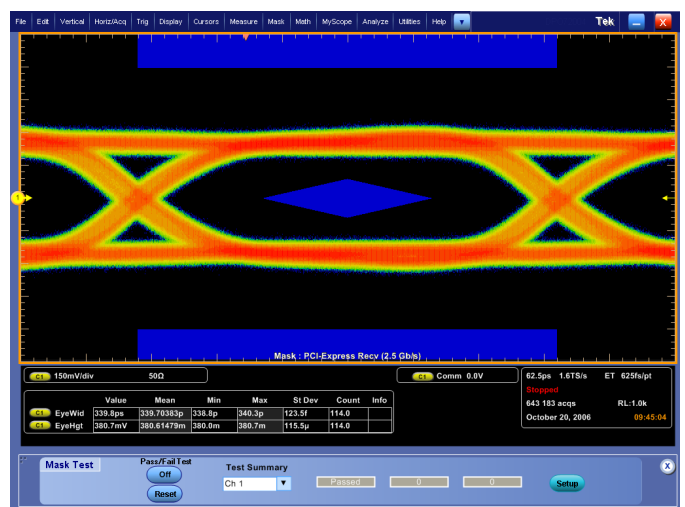 File Edit Vertical Horiz/Acq Trig Display Cursors Measure Mask Math MyScope Analyze Utilities Help Tek X
1
Mask : PCI-Express Recv (2.5 Gb/s)
C1 150mV/div 50Ω C1 Comm 0.0V 62.5ps 1.6TS/s ET 625fs/pt
Stopped
643 183 acqs RL:1.0k
October 20, 2006 09:45:04
Value Mean Min Max St Dev Count Info
C1 EyeWid 339.8ps 339.70383p 338.8p 340.3p 123.5f 114.0
C1 EyeHgt 380.7mV 380.61479m 380.0m 380.7m 115.5µ 114.0
Mask Test Pass/Fail Test Test Summary X
Off
Ch 1 Passed 0 0 Setup
Reset